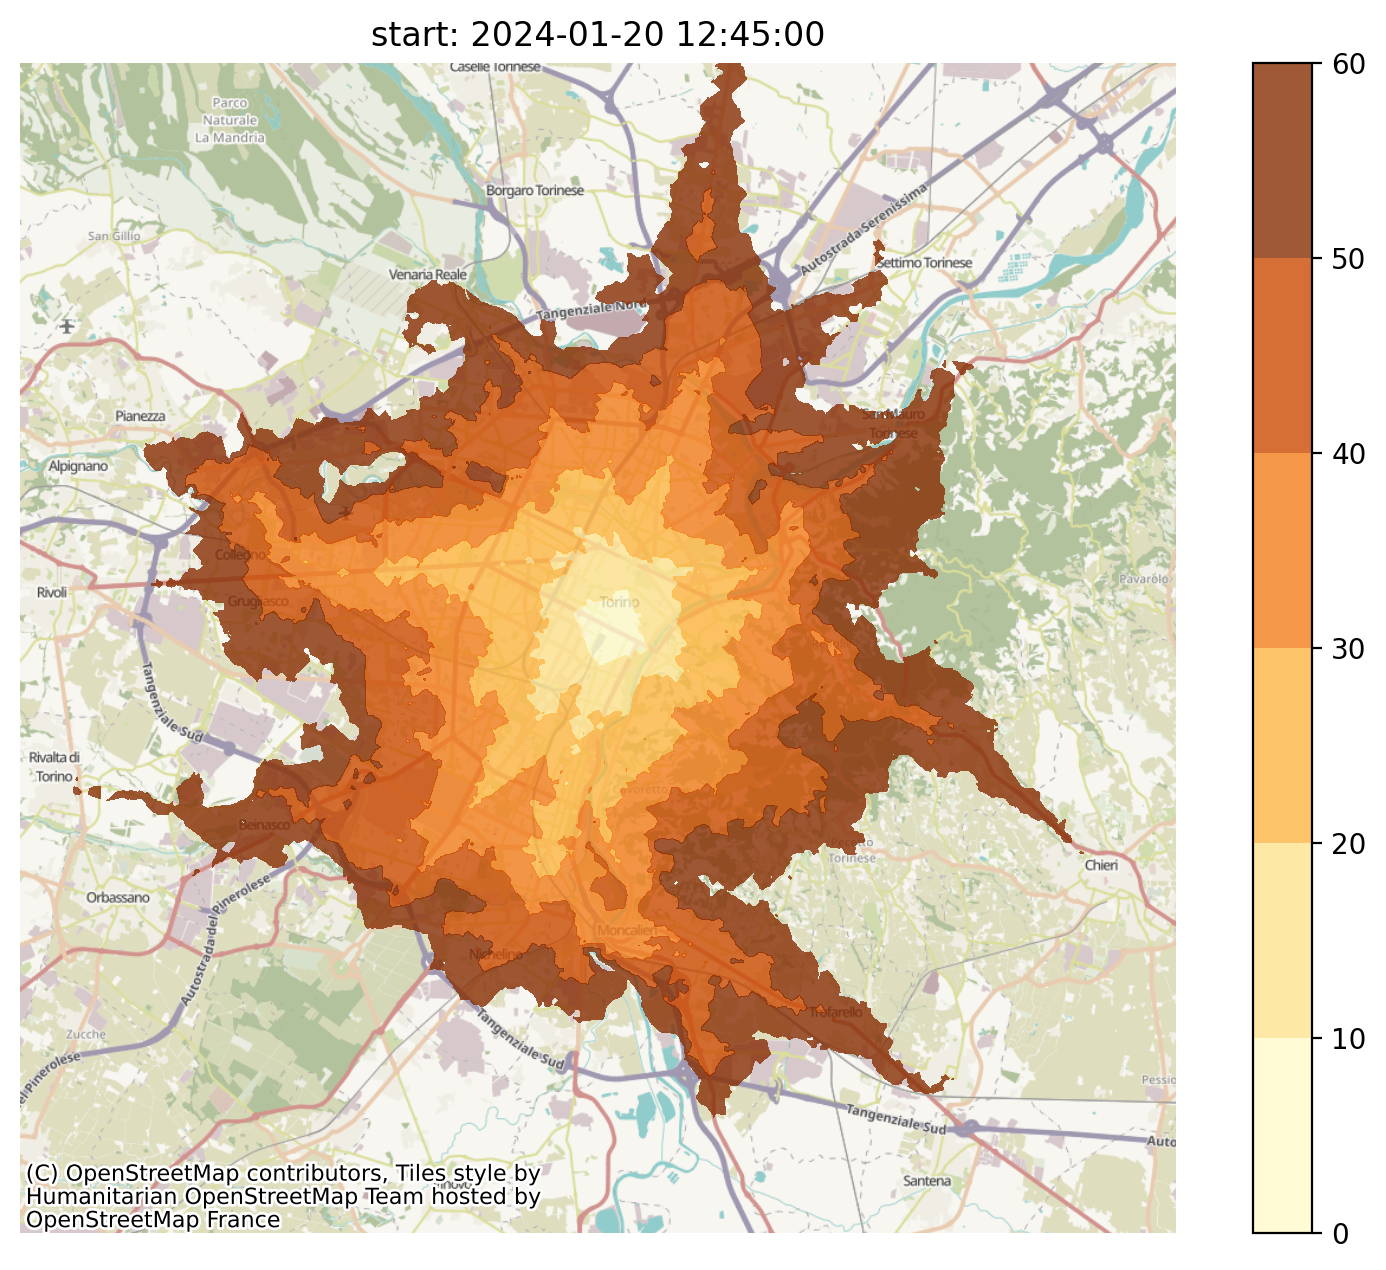 start: 2024-01-20 12:45:00
Caselle Torinese
Parco
Naturale
La Mandria
Borgaro Torinese
San Gillio
Venaria Reale
Autostrada Serenissima
Settimo Torinese
Tangenziale Nord
Pianezza
San Mauro
Torinese
Alpignano
Collegno
Pavarolo
Rivoli
Grugliasco
Torino
Tangenziale Sud
Rivalta di
Torino
Cavoretto
Beinasco
Torinese
Chieri
Orbassano
Autostrada del Pinerolese
Moncalieri
Nichelino
Trofarello
Zucche
Tangenziale Sud
el Pinerolese
Pessio
Tangenziale Sud
Auto
Santena
(C) OpenStreetMap contributors, Tiles style by
Humanitarian OpenStreetMap Team hosted by
OpenStreetMap France
60
50
40
30
20
10
0